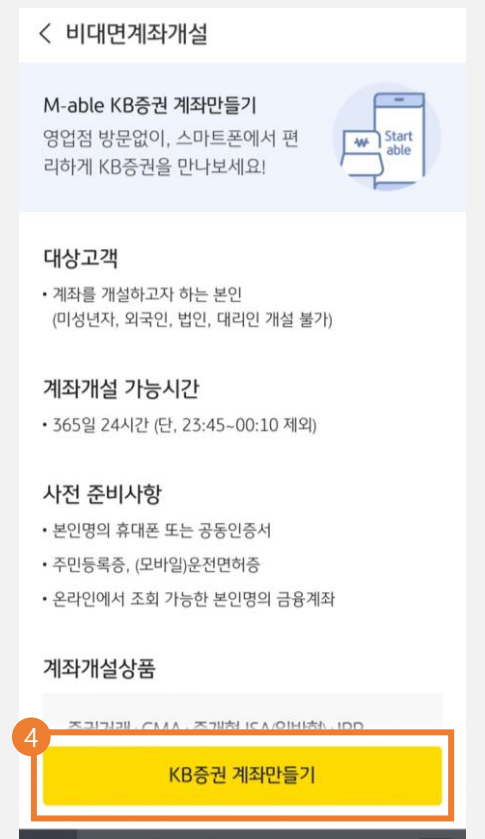 비대면계좌개설
M-able KB증권 계좌만들기
영업점 방문없이, 스마트폰에서 편
리하게 KB증권을 만나보세요!
₩ Start
able
대상고객
• 계좌를 개설하고자 하는 본인
(미성년자, 외국인, 법인, 대리인 개설 불가)
계좌개설 가능시간
• 365일 24시간 (단, 23:45~00:10 제외)
사전 준비사항
• 본인명의 휴대폰 또는 공동인증서
• 주민등록증, (모바일)운전면허증
• 온라인에서 조회 가능한 본인명의 금융계좌
계좌개설상품
4
KB증권 계좌만들기